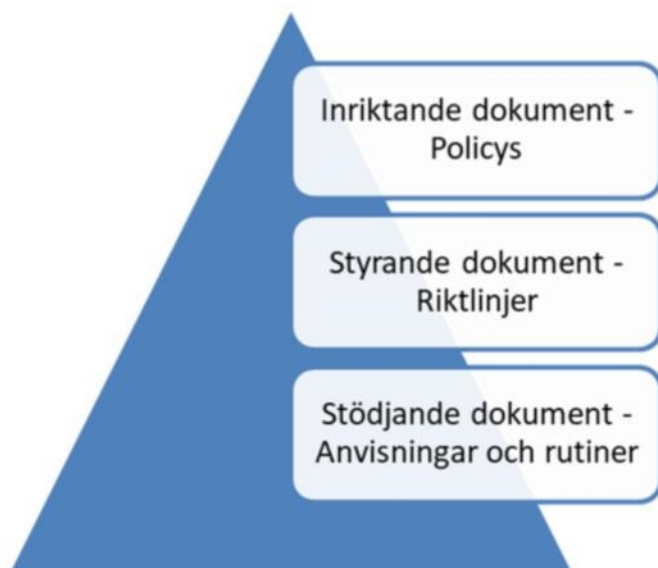 Inriktande dokument -
Policys
Styrande dokument -
Riktlinjer
Stödjande dokument -
Anvisningar och rutiner